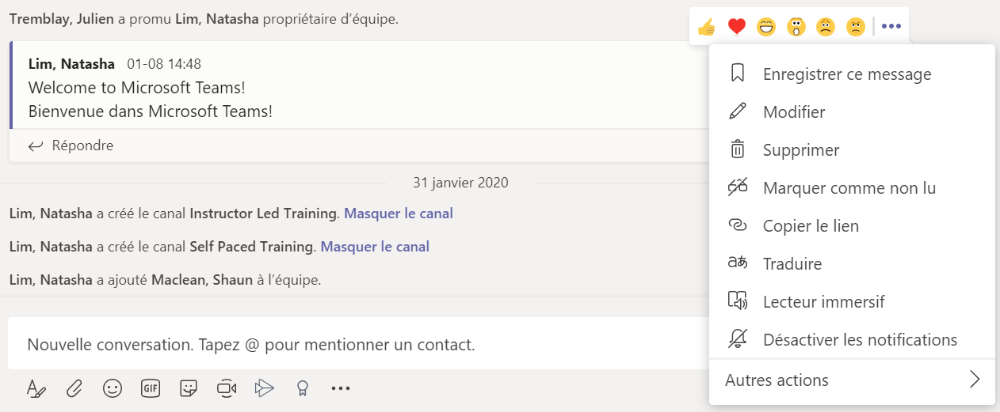 Tremblay, Julien a promu Lim, Natasha propriétaire d'équipe.
Lim, Natasha 01-08 14:48
Welcome to Microsoft Teams!
Bienvenue dans Microsoft Teams!
Répondre
31 janvier 2020
Lim, Natasha a créé le canal Instructor Led Training. Masquer le canal
Lim, Natasha a créé le canal Self Paced Training. Masquer le canal
Lim, Natasha a ajouté Maclean, Shaun à l'équipe.
Nouvelle conversation. Tapez @ pour mentionner un contact.
GIF
Enregistrer ce message
Modifier
Supprimer
Marquer comme non lu
Copier le lien
Traduire
Lecteur immersif
Désactiver les notifications
Autres actions